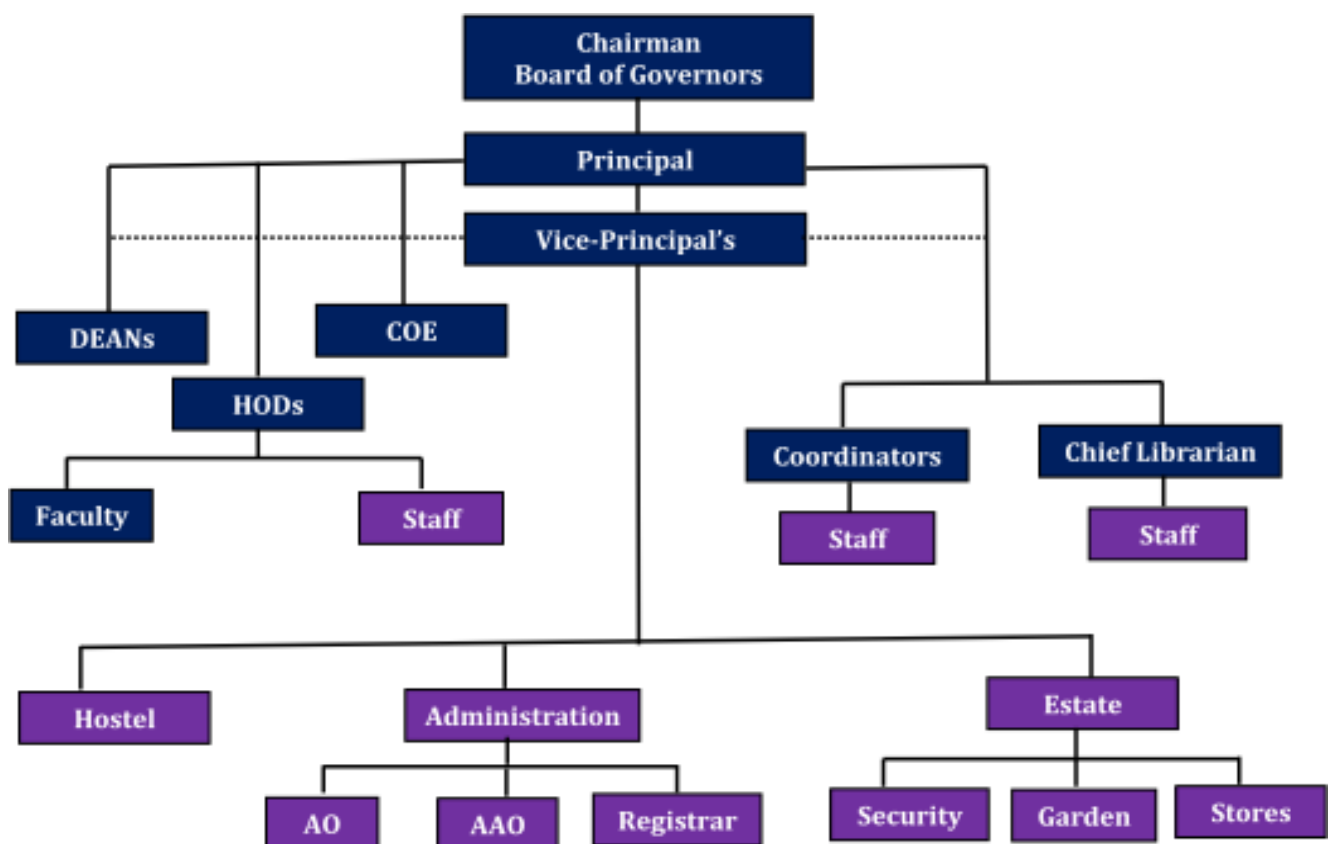 Chairman
Board of Governors
Principal
Vice-Principal's
DEANs
COE
HODs
Coordinators
Chief Librarian
Faculty
Staff
Staff
Staff
Hostel
Administration
Estate
AO
AAO
Registrar
Security
Garden
Stores